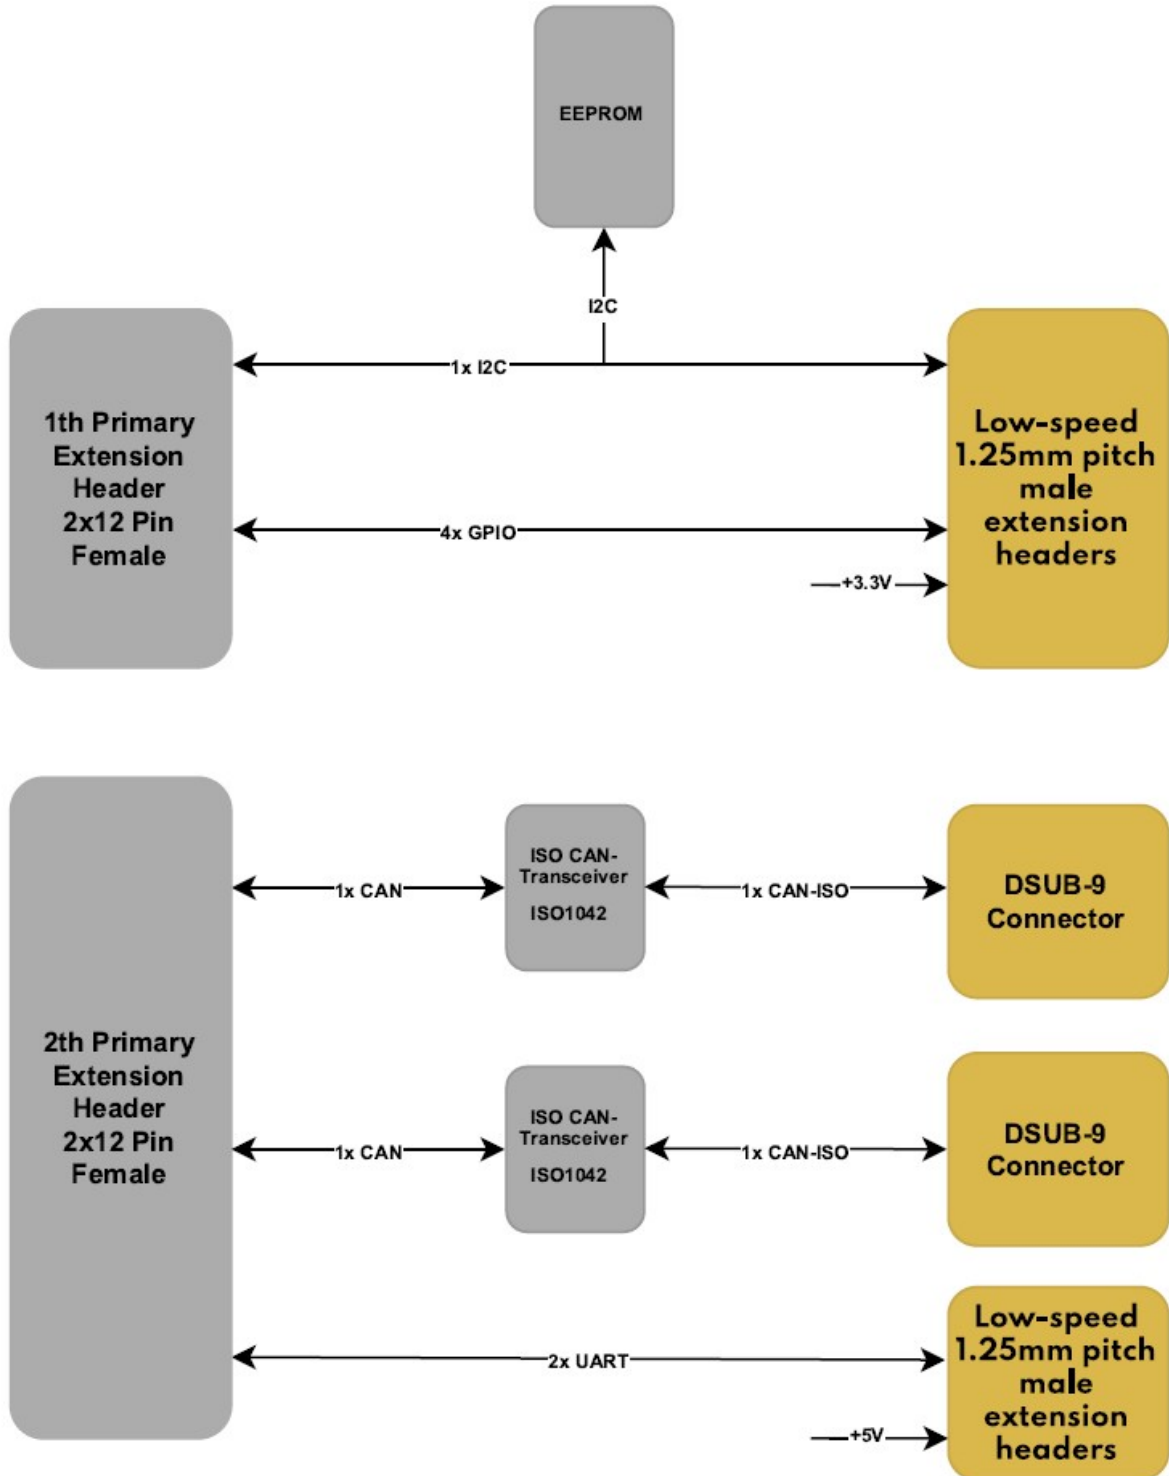 EEPROM
I2C
1x I2C
1th Primary
Extension
Header
2x12 Pin
Female
4x GPIO
+3.3V
Low-speed
1.25mm pitch
male
extension
headers
2th Primary
Extension
Header
2x12 Pin
Female
1x CAN
ISO CAN-
Transceiver
ISO1042
1x CAN-ISO
DSUB-9
Connector
1x CAN
ISO CAN-
Transceiver
ISO1042
1x CAN-ISO
DSUB-9
Connector
2x UART
+5V
Low-speed
1.25mm pitch
male
extension
headers